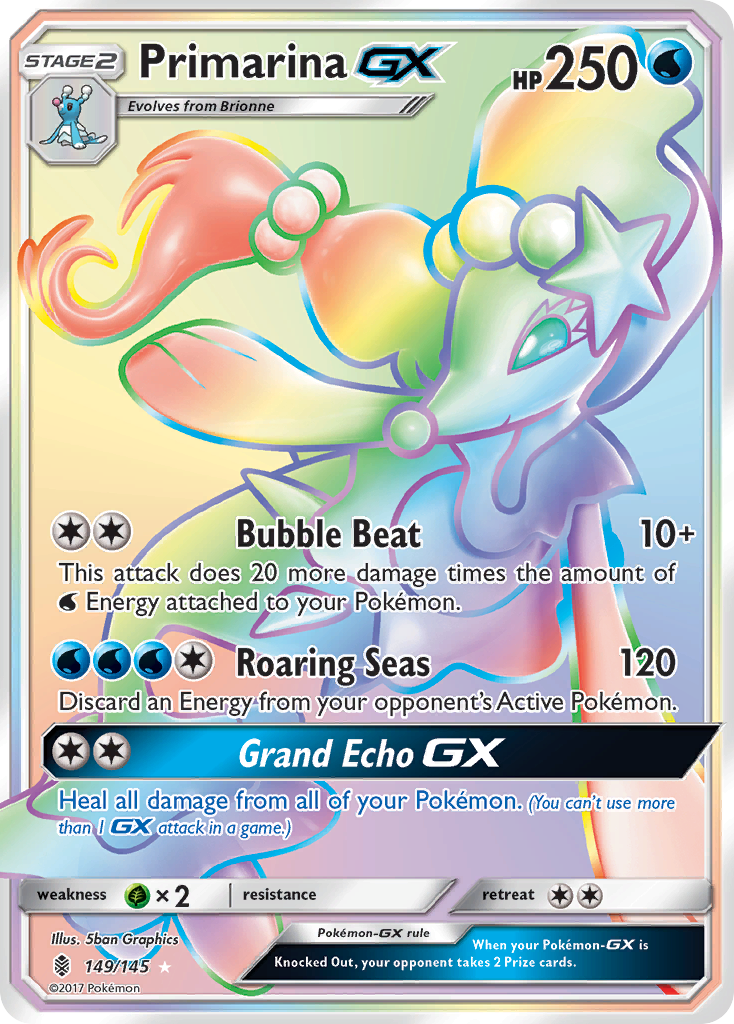 STAGE 2 Primarina GX HP 250
Evolves from Brionne
Bubble Beat 10+
This attack does 20 more damage times the amount of
Energy attached to your Pokémon.
Roaring Seas 120
Discard an Energy from your opponent's Active Pokémon.
Grand Echo GX
Heal all damage from all of your Pokémon. (You can't use more
than 1 GX attack in a game.)
weakness ×2 resistance retreat
Illus. 5ban Graphics
149/145
©2017 Pokémon
Pokémon-GX rule
When your Pokémon-GX is
Knocked Out, your opponent takes 2 Prize cards.